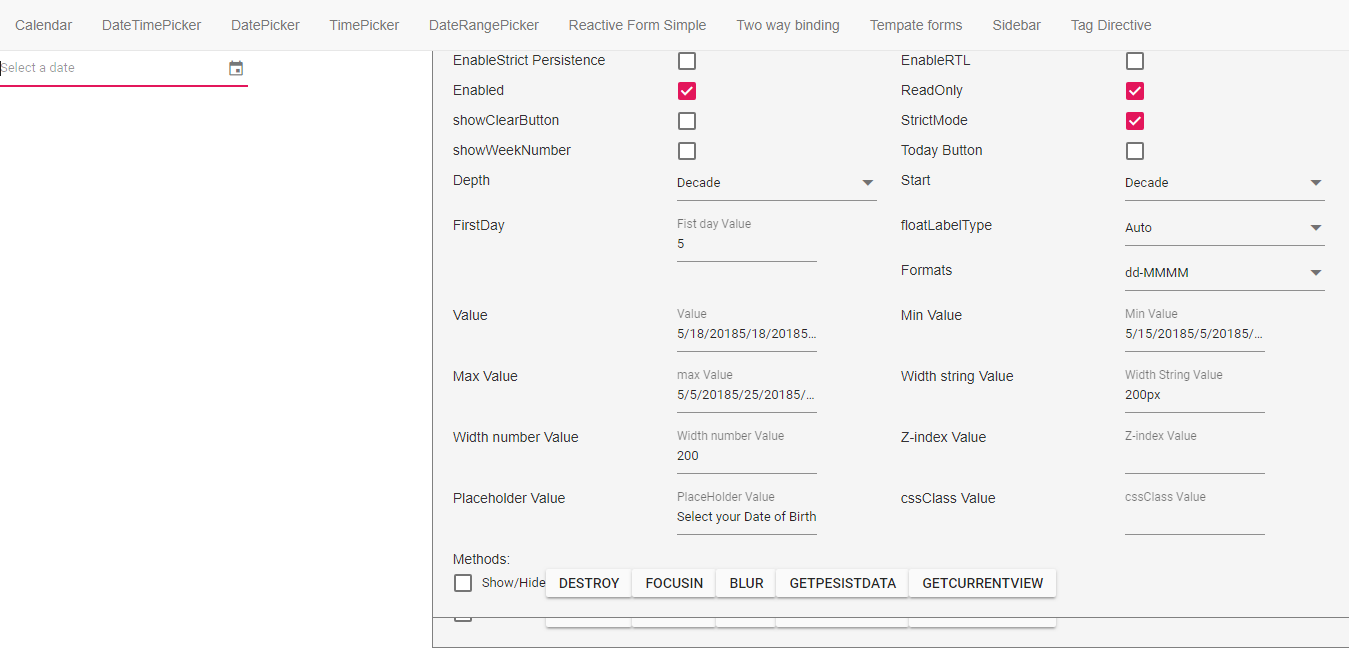 Calendar DateTimePicker DatePicker TimePicker DateRangePicker Reactive Form Simple Two way binding Tempate forms Sidebar Tag Directive
Select a date
EnableStrict Persistence EnableRTL
Enabled ReadOnly
showClearButton StrictMode
showWeekNumber Today Button
Depth Decade Start Decade
FirstDay Fist day Value floatLabelType
5 Auto
Formats dd-MMMM
Value Value Min Value Min Value
5/18/20185/18/20185... 5/15/20185/5/20185/...
Max Value max Value Width string Value Width String Value
5/5/20185/25/20185/... 200px
Width number Value Width number Value Z-index Value Z-index Value
200
Placeholder Value PlaceHolder Value cssClass Value cssClass Value
Select your Date of Birth
Methods:
Show/Hide DESTROY FOCUSIN BLUR GETPESISTDATA GETCURRENTVIEW